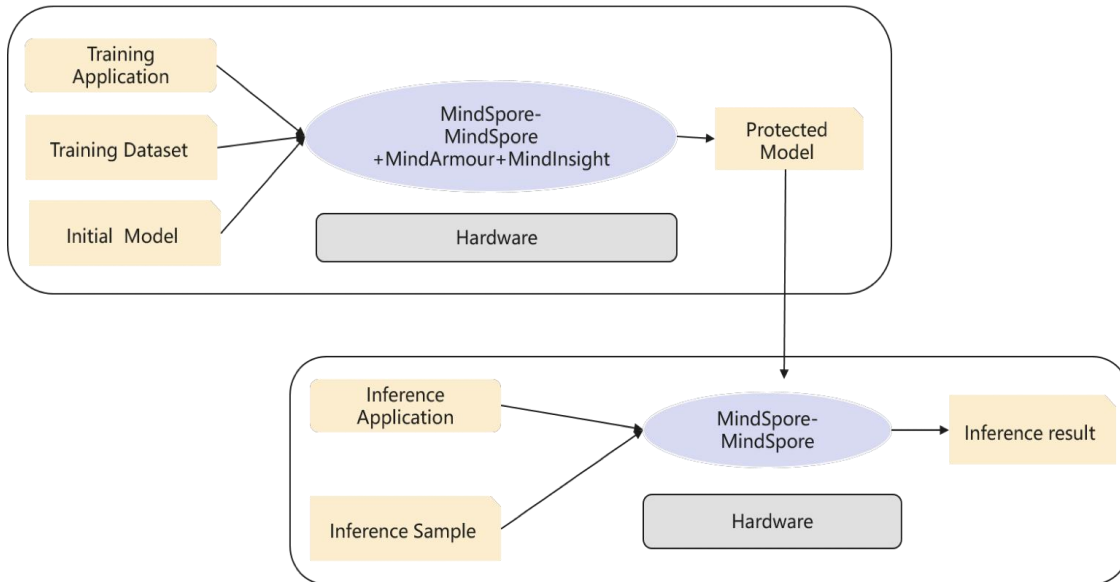 Training
Application
Training Dataset
Initial Model
MindSpore-
MindSpore
+MindArmour+MindInsight
Hardware
Protected
Model
Inference
Application
Inference Sample
MindSpore-
MindSpore
Hardware
Inference result